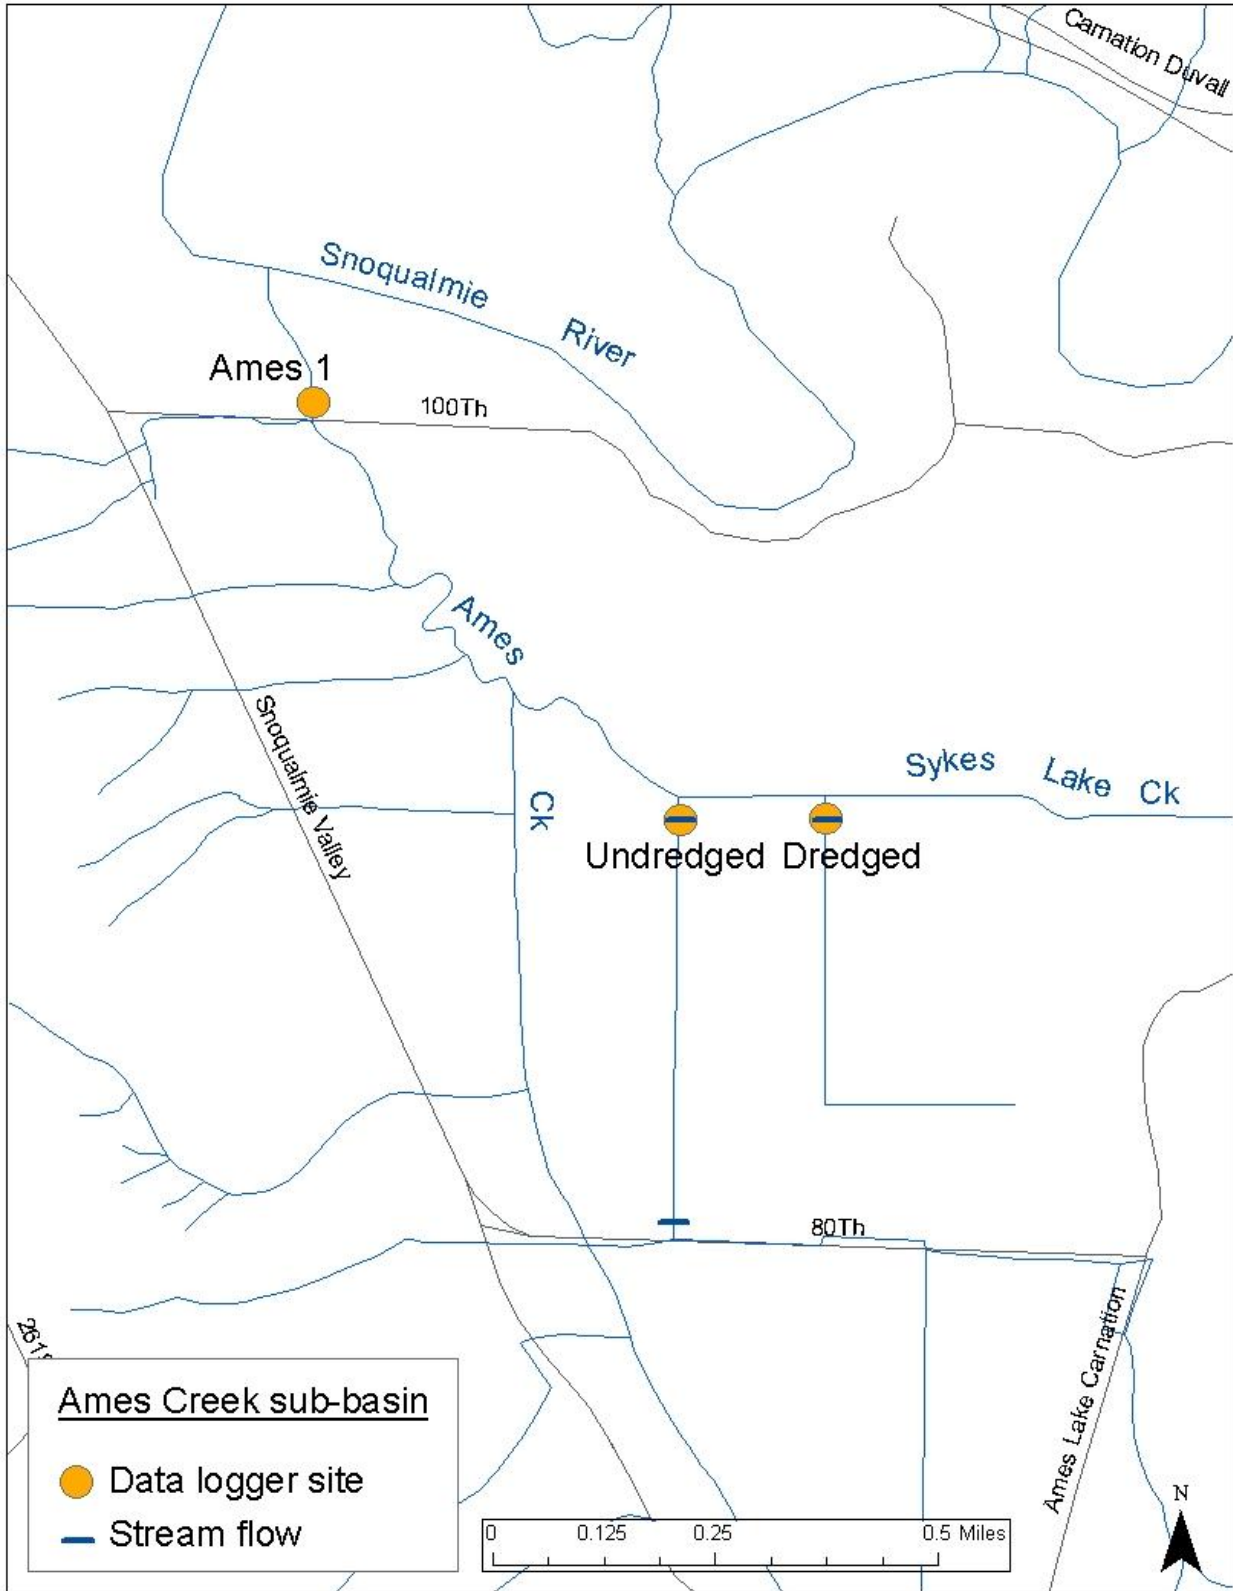 Carnation Duvall
Snoqualmie
River
Ames 1
100Th
Ames
Snoqualmie Valley
Sykes Lake Ck
Ck
Undredged Dredged
80Th
Ames Lake Carnation
Ames Creek sub-basin
Data logger site
Stream flow
0 0.125 0.25 0.5 Miles
N